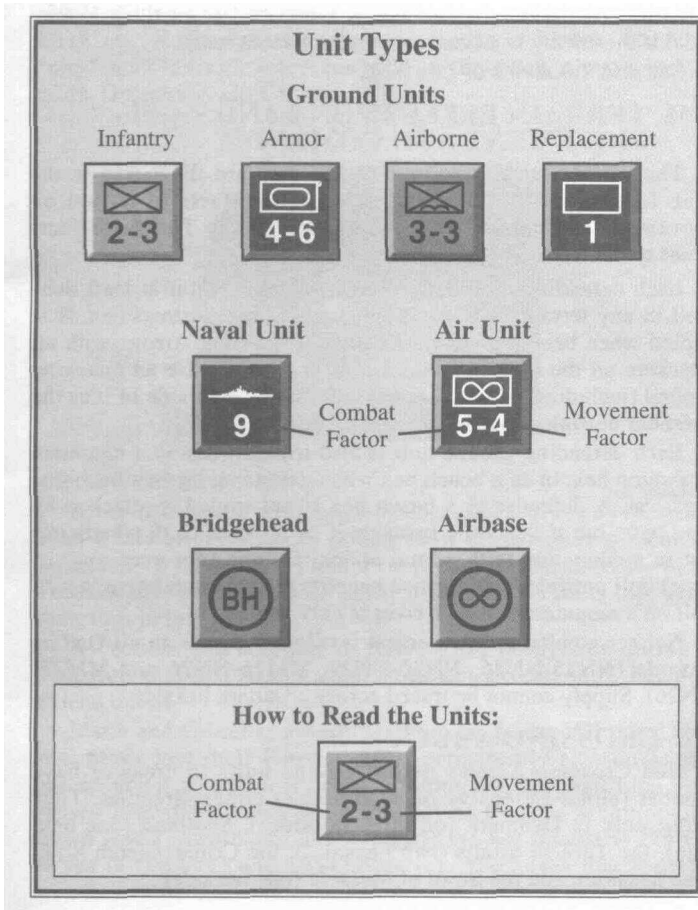 Unit Types
Ground Units
Infantry Armor Airborne Replacement
2-3 4-6 3-3 1
Naval Unit Air Unit
9 5-4
Combat Factor Movement Factor
Bridgehead Airbase
BH
How to Read the Units:
Combat Factor Movement Factor
2-3